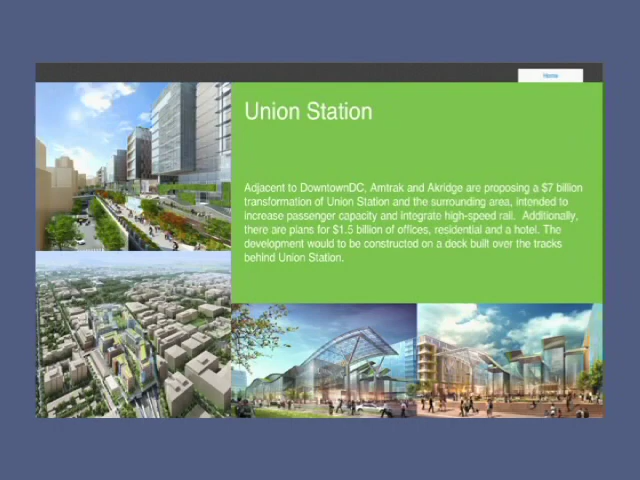 Home
Union Station
Adjacent to DowntownDC, Amtrak and Akridge are proposing a $7 billion
transformation of Union Station and the surrounding area, intended to
increase passenger capacity and integrate high-speed rail.  Additionally,
there are plans for $1.5 billion of offices, residential and a hotel. The
development would to be constructed on a deck built over the tracks
behind Union Station.